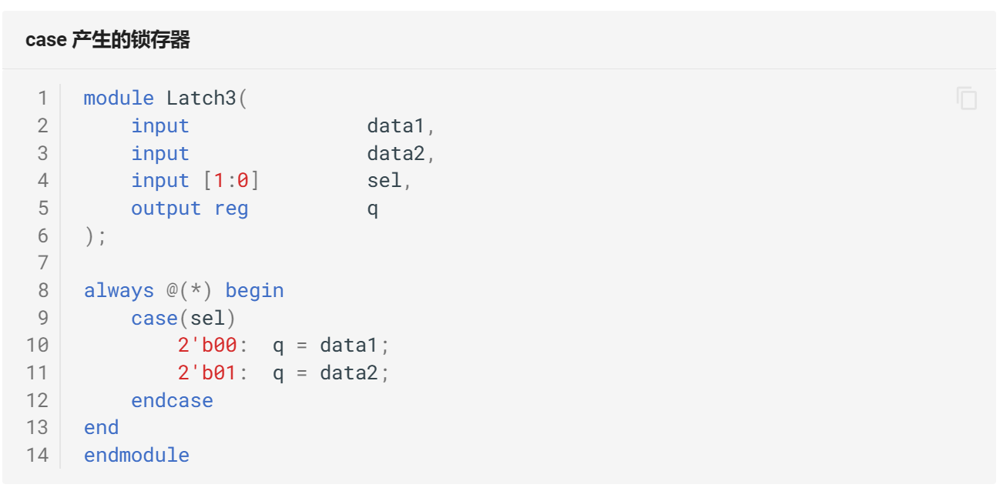 case 产生的锁存器
1 module Latch3(
2     input               data1,
3     input               data2,
4     input [1:0]         sel,
5     output reg          q
6 );
7
8 always @(*) begin
9     case(sel)
10         2'b00:  q = data1;
11         2'b01:  q = data2;
12     endcase
13 end
14 endmodule